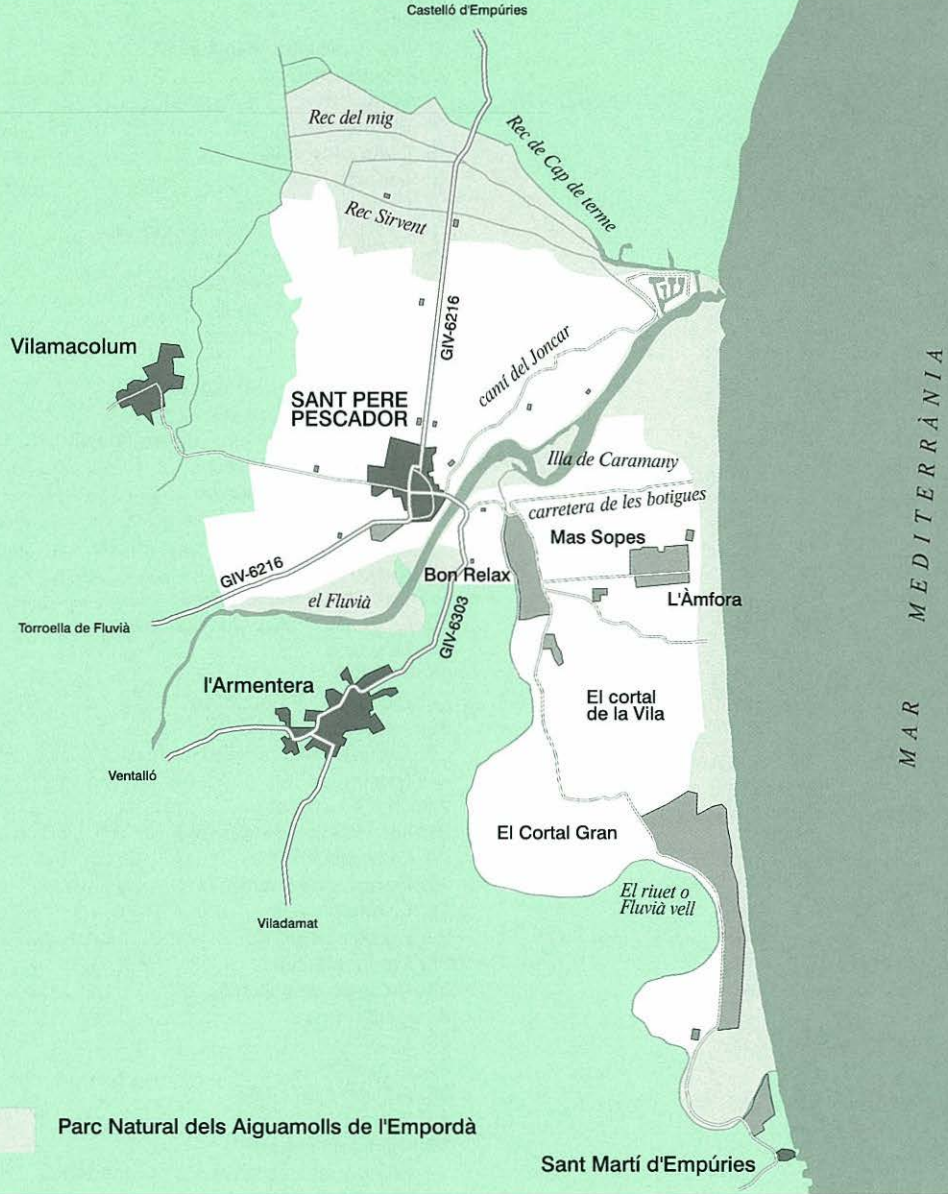 Castelló d'Empúries
Rec del mig
Rec de Cap de terme
Rec Sirvent
GIV-6216
Vilamacolum
camí del Joncar
SANT PERE
PESCADOR
MAR MEDITERRÀNIA
Illa de Caramany
carretera de les botigues
Mas Sopes
GIV-6216
Bon Relax
el Fluvià
L'Àmfora
Torroella de Fluvià
GIV-6303
l'Armentera
El cortal
de la Vila
Ventalló
El Cortal Gran
El riuet o
Fluvià vell
Viladamat
Parc Natural dels Aiguamolls de l'Empordà
Sant Martí d'Empúries